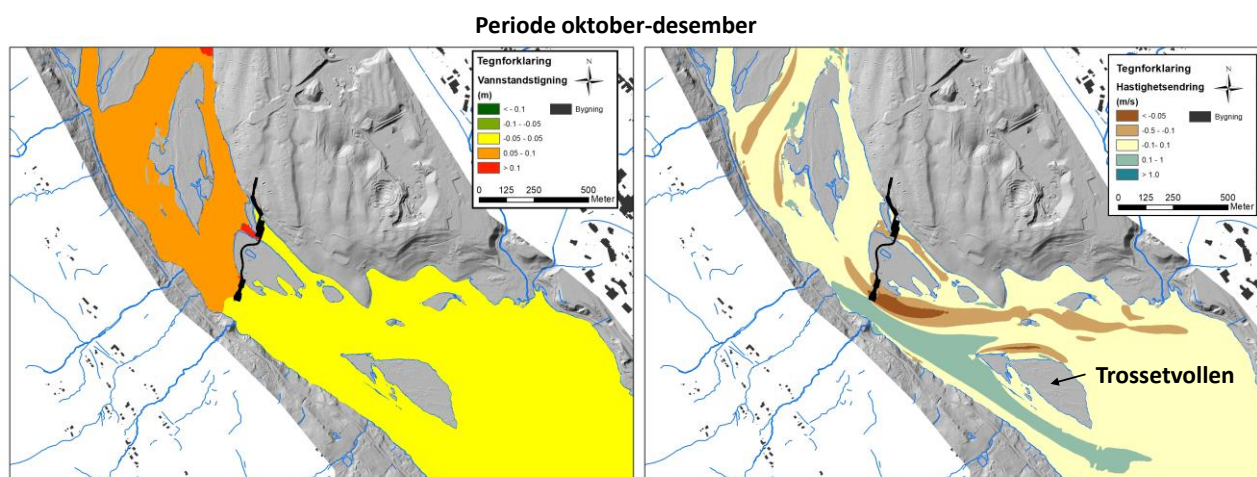 Periode oktober-desember
Tegnforklaring
Vannstandstigning
(m)
N
< - 0.1
-0.1 - -0.05
-0.05 - 0.05
0.05 - 0.1
> 0.1
Bygning
0 125 250 500
Meter
Tegnforklaring
Hastighetsendring
(m/s)
N
< -0.05
-0.5 - -0.1
-0.1- 0.1
0.1 - 1
> 1.0
Bygning
0 125 250 500
Meter
Trossetvollen